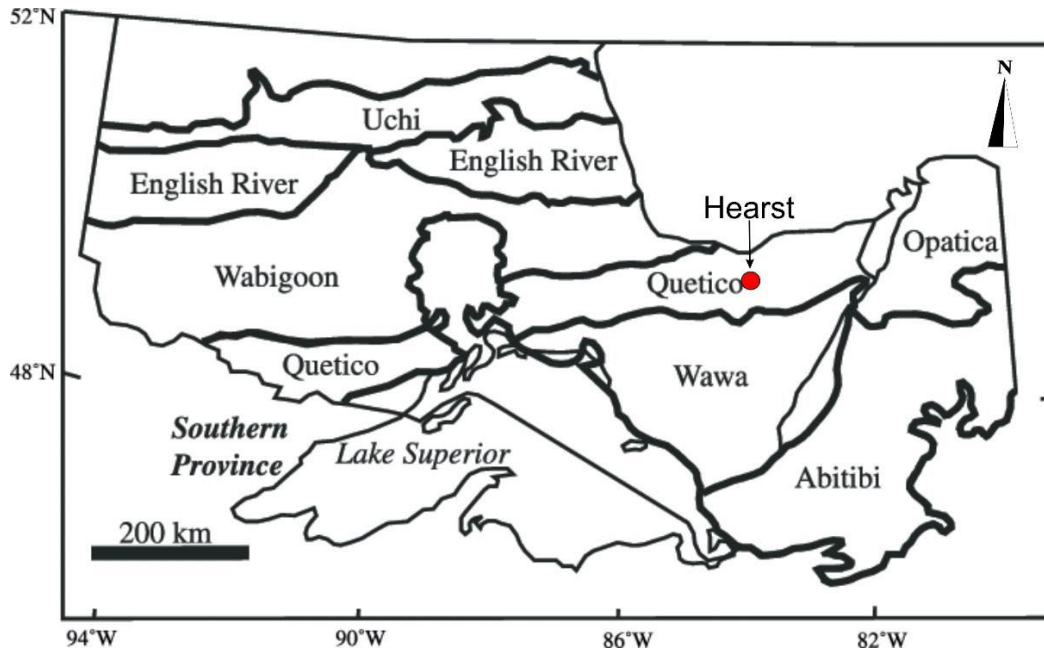 52°N
N
Uchi
English River
English River
Hearst
Opatica
Wabigoon
Quetico
Quetico
48°N
Wawa
Southern
Province
Lake Superior
Abitibi
200 km
94°W
90°W
86°W
82°W